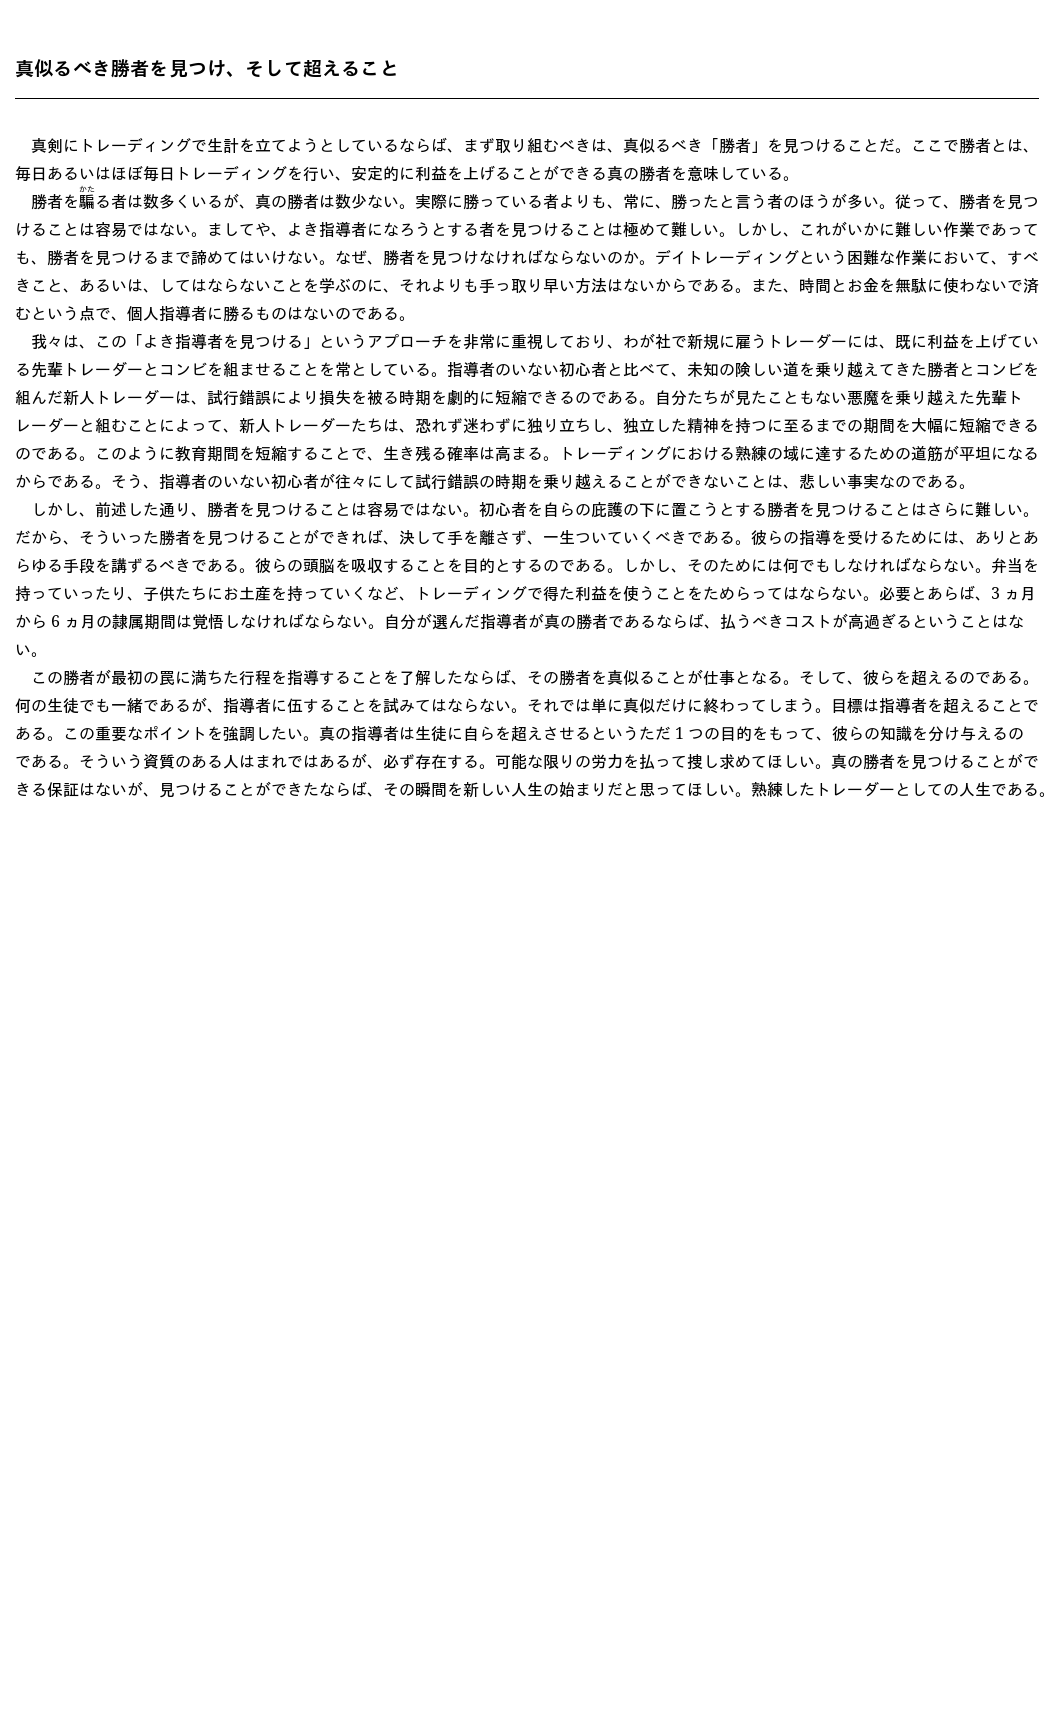 真似るべき勝者を見つけ、そして超えること
　真剣にトレーディングで生計を立てようとしているならば、まず取り組むべきは、真似るべき「勝者」を見つけることだ。ここで勝者とは、
毎日あるいはほぼ毎日トレーディングを行い、安定的に利益を上げることができる真の勝者を意味している。
かた
　勝者を騙る者は数多くいるが、真の勝者は数少ない。実際に勝っている者よりも、常に、勝ったと言う者のほうが多い。従って、勝者を見つ
けることは容易ではない。ましてや、よき指導者になろうとする者を見つけることは極めて難しい。しかし、これがいかに難しい作業であって
も、勝者を見つけるまで諦めてはいけない。なぜ、勝者を見つけなければならないのか。デイトレーディングという困難な作業において、すべ
きこと、あるいは、してはならないことを学ぶのに、それよりも手っ取り早い方法はないからである。また、時間とお金を無駄に使わないで済
むという点で、個人指導者に勝るものはないのである。
　我々は、この「よき指導者を見つける」というアプローチを非常に重視しており、わが社で新規に雇うトレーダーには、既に利益を上げてい
る先輩トレーダーとコンビを組ませることを常としている。指導者のいない初心者と比べて、未知の険しい道を乗り越えてきた勝者とコンビを
組んだ新人トレーダーは、試行錯誤により損失を被る時期を劇的に短縮できるのである。自分たちが見たこともない悪魔を乗り越えた先輩ト
レーダーと組むことによって、新人トレーダーたちは、恐れず迷わずに独り立ちし、独立した精神を持つに至るまでの期間を大幅に短縮できる
のである。このように教育期間を短縮することで、生き残る確率は高まる。トレーディングにおける熟練の域に達するための道筋が平坦になる
からである。そう、指導者のいない初心者が往々にして試行錯誤の時期を乗り越えることができないことは、悲しい事実なのである。
　しかし、前述した通り、勝者を見つけることは容易ではない。初心者を自らの庇護の下に置こうとする勝者を見つけることはさらに難しい。
だから、そういった勝者を見つけることができれば、決して手を離さず、一生ついていくべきである。彼らの指導を受けるためには、ありとあ
らゆる手段を講ずるべきである。彼らの頭脳を吸収することを目的とするのである。しかし、そのためには何でもしなければならない。弁当を
持っていったり、子供たちにお土産を持っていくなど、トレーディングで得た利益を使うことをためらってはならない。必要とあらば、3 ヵ月
から 6 ヵ月の隷属期間は覚悟しなければならない。自分が選んだ指導者が真の勝者であるならば、払うべきコストが高過ぎるということはな
い。
　この勝者が最初の罠に満ちた行程を指導することを了解したならば、その勝者を真似ることが仕事となる。そして、彼らを超えるのである。
何の生徒でも一緒であるが、指導者に伍することを試みてはならない。それでは単に真似だけに終わってしまう。目標は指導者を超えることで
ある。この重要なポイントを強調したい。真の指導者は生徒に自らを超えさせるというただ 1 つの目的をもって、彼らの知識を分け与えるの
である。そういう資質のある人はまれではあるが、必ず存在する。可能な限りの労力を払って捜し求めてほしい。真の勝者を見つけることがで
きる保証はないが、見つけることができたならば、その瞬間を新しい人生の始まりだと思ってほしい。熟練したトレーダーとしての人生である。